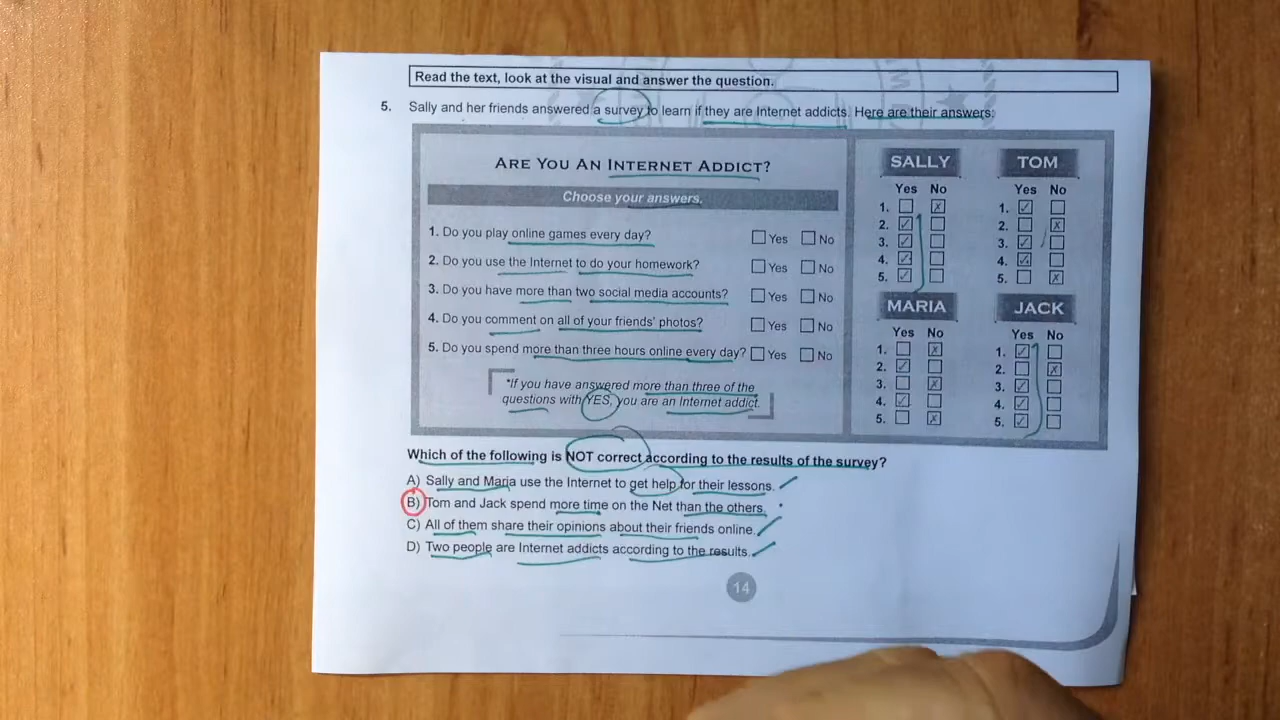 Read the text, look at the visual and answer the question.
5. Sally and her friends answered a survey to learn if they are Internet addicts. Here are their answers:
ARE YOU AN INTERNET ADDICT?
Choose your answers.
1. Do you play online games every day? Yes No
2. Do you use the Internet to do your homework? Yes No
3. Do you have more than two social media accounts? Yes No
4. Do you comment on all of your friends' photos? Yes No
5. Do you spend more than three hours online every day? Yes No
*If you have answered more than three of the
questions with YES, you are an Internet addict.
SALLY
Yes No
1.
2.
3.
4.
5.
TOM
Yes No
1.
2.
3.
4.
5.
MARIA
Yes No
1.
2.
3.
4.
5.
JACK
Yes No
1.
2.
3.
4.
5.
Which of the following is NOT correct according to the results of the survey?
A) Sally and Maria use the Internet to get help for their lessons.
B) Tom and Jack spend more time on the Net than the others.
C) All of them share their opinions about their friends online.
D) Two people are Internet addicts according to the results.
14